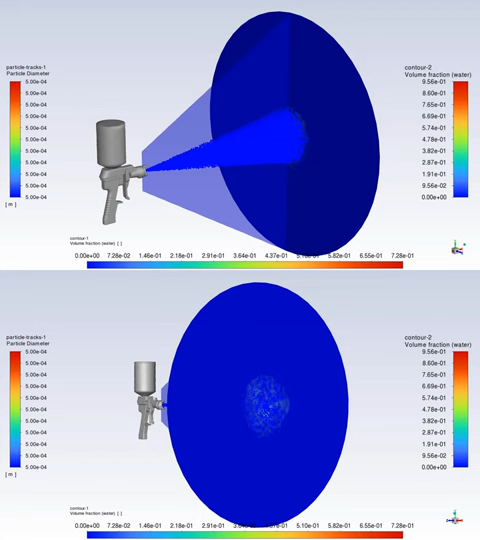 particle-tracks-1
Particle Diameter
5.00e-04
5.00e-04
5.00e-04
5.00e-04
5.00e-04
5.00e-04
5.00e-04
5.00e-04
5.00e-04
5.00e-04
5.00e-04
[ m ]
contour-2
Volume fraction (water)
9.56e-01
8.60e-01
7.65e-01
6.69e-01
5.74e-01
4.78e-01
3.82e-01
2.87e-01
1.91e-01
9.56e-02
0.00e+00
contour-1
Volume fraction (water) [ ]
0.00e+00 7.28e-02 1.46e-01 2.18e-01 2.91e-01 3.64e-01 4.37e-01 5.82e-01 6.55e-01 7.28e-01
particle-tracks-1
Particle Diameter
5.00e-04
5.00e-04
5.00e-04
5.00e-04
5.00e-04
5.00e-04
5.00e-04
5.00e-04
5.00e-04
5.00e-04
5.00e-04
[ m ]
contour-2
Volume fraction (water)
9.56e-01
8.60e-01
7.65e-01
6.69e-01
5.74e-01
4.78e-01
3.82e-01
2.87e-01
1.91e-01
9.56e-02
0.00e+00
contour-1
Volume fraction (water) [ ]
0.00e+00 7.28e-02 1.46e-01 2.18e-01 2.91e-01 5.10e-01 5.82e-01 6.55e-01 7.28e-01